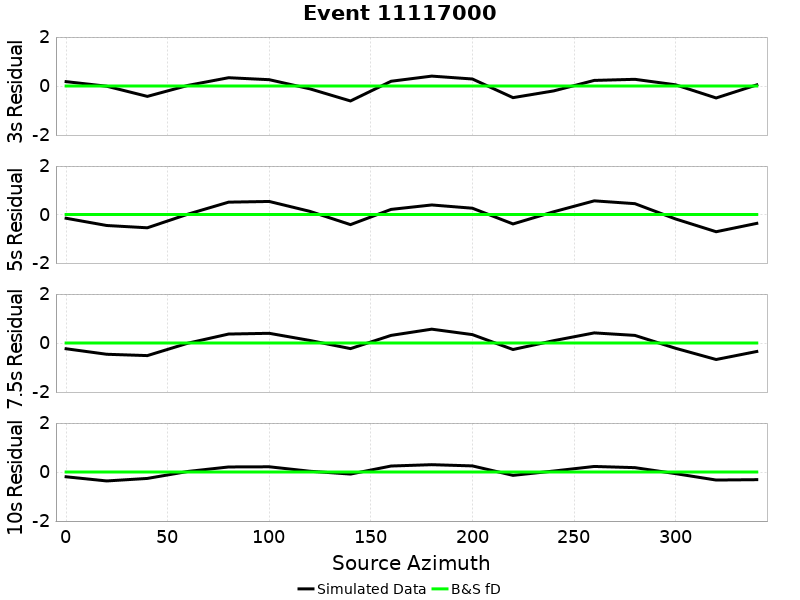 Event 11117000
3s Residual
2
0
-2
5s Residual
2
0
-2
7.5s Residual
2
0
-2
10s Residual
2
0
-2
0 50 100 150 200 250 300
Source Azimuth
Simulated Data B&S fD